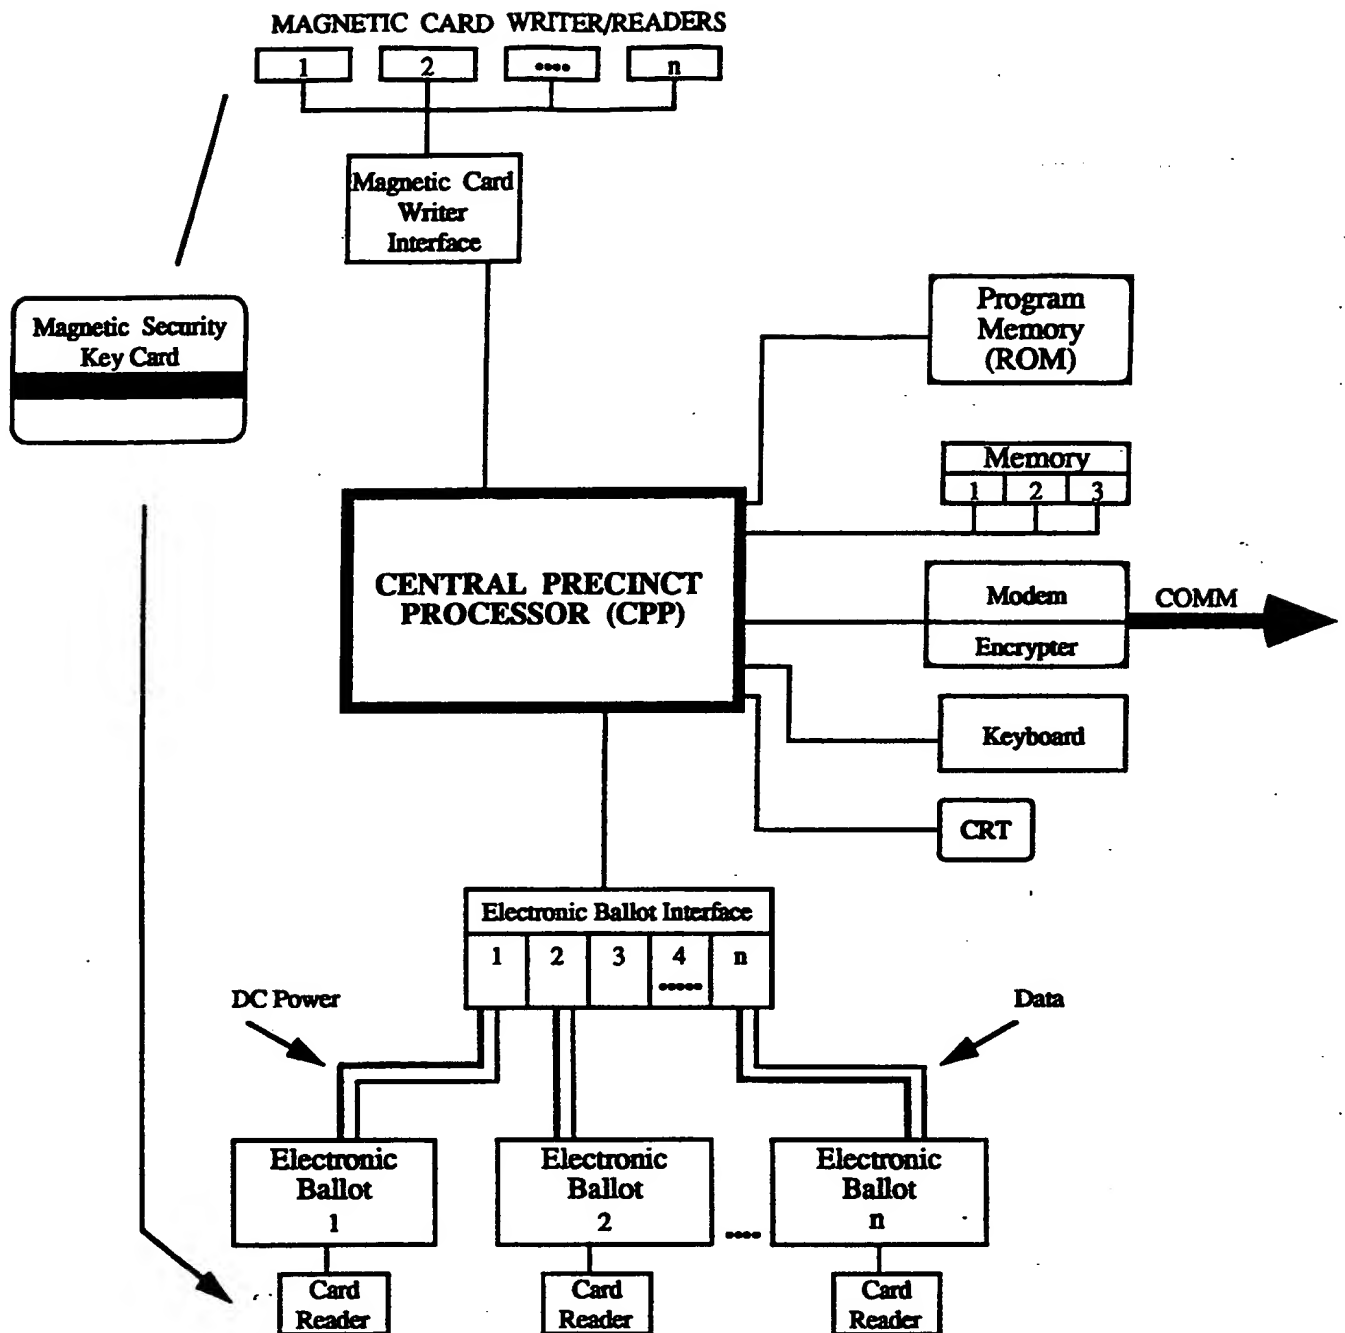 MAGNETIC CARD WRITER/READERS
1 2 .... n
Magnetic Card
Writer
Interface
Magnetic Security
Key Card
Program
Memory
(ROM)
Memory
1 2 3
CENTRAL PRECINCT
PROCESSOR (CPP)
Modem
Encrypter
COMM
Keyboard
CRT
Electronic Ballot Interface
1 2 3 4 n
.....
DC Power
Data
Electronic
Ballot
1
Electronic
Ballot
2
....
Electronic
Ballot
n
Card
Reader
Card
Reader
Card
Reader